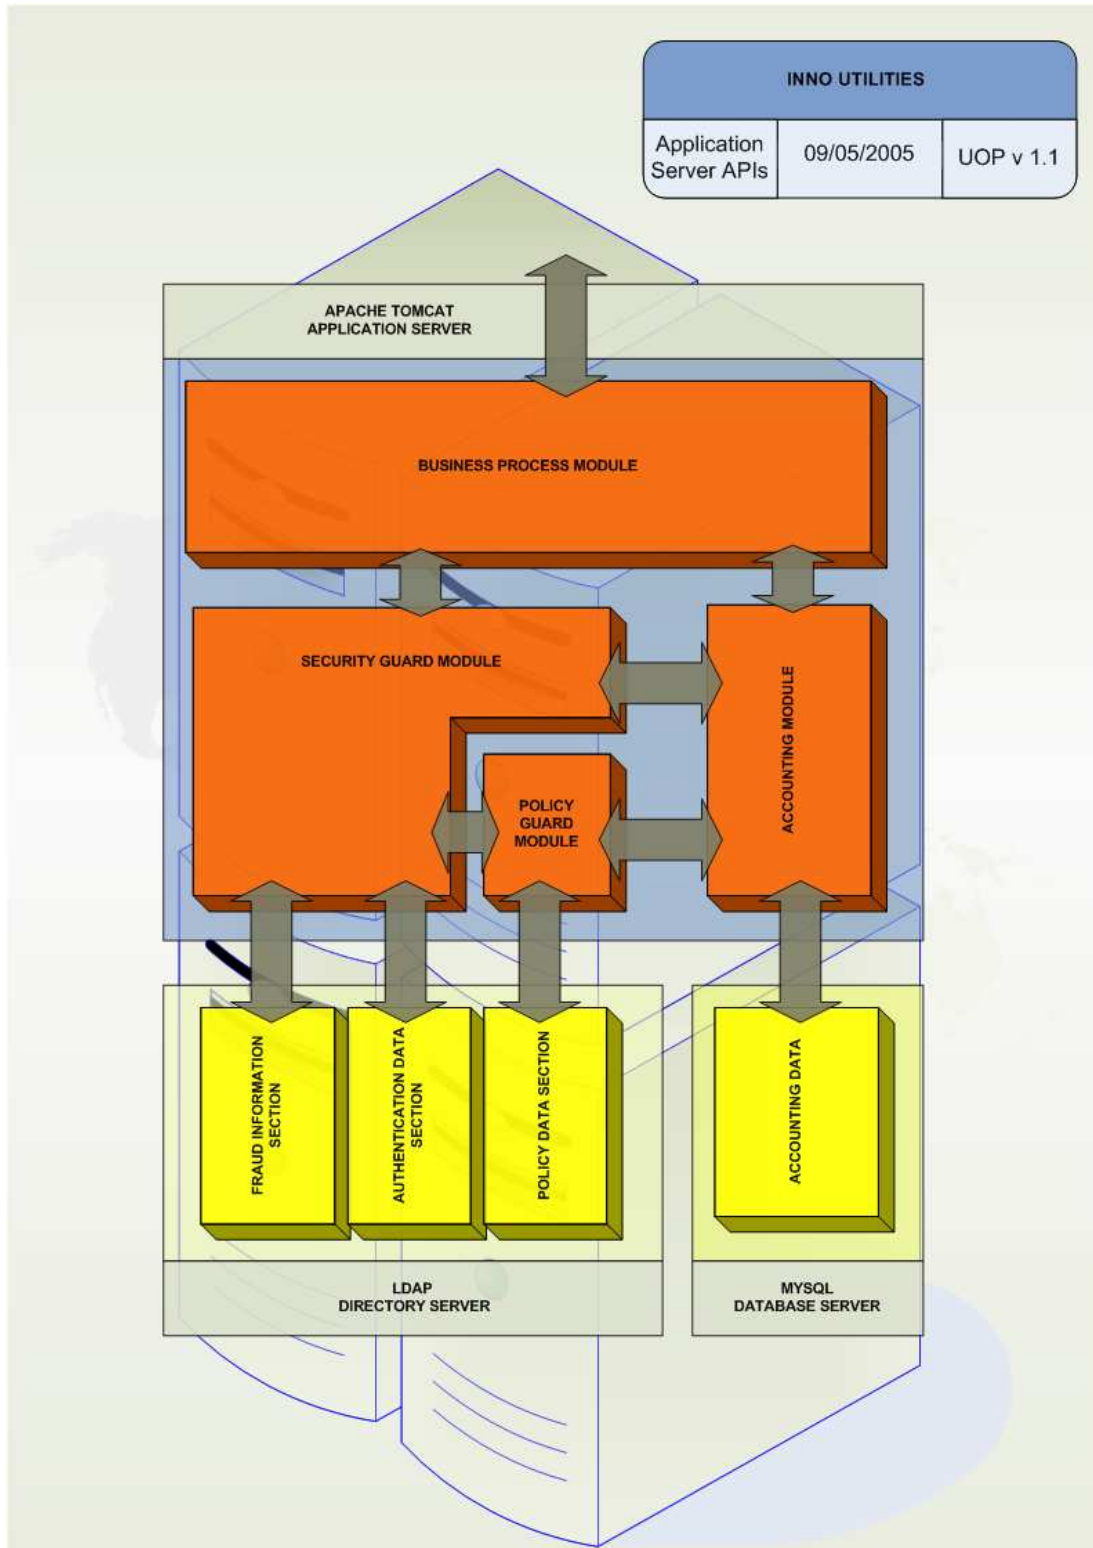 INNO UTILITIES
Application
Server APIs
09/05/2005
UOP v 1.1
APACHE TOMCAT
APPLICATION SERVER
BUSINESS PROCESS MODULE
SECURITY GUARD MODULE
ACCOUNTING MODULE
POLICY
GUARD
MODULE
FRAUD INFORMATION
SECTION
AUTHENTICATION DATA
SECTION
POLICY DATA SECTION
ACCOUNTING DATA
LDAP
DIRECTORY SERVER
MYSQL
DATABASE SERVER